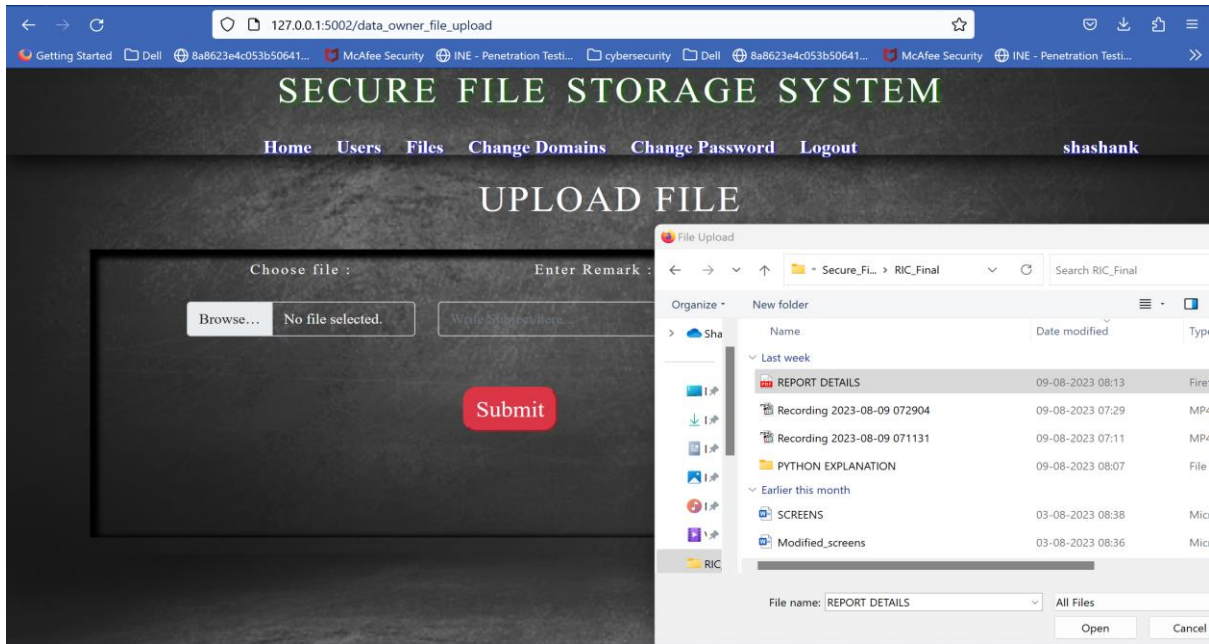 127.0.0.1:5002/data_owner_file_upload
Getting Started Dell 8a8623e4c053b50641... McAfee Security INE - Penetration Testi... cybersecurity Dell 8a8623e4c053b50641... McAfee Security INE - Penetration Testi...
SECURE FILE STORAGE SYSTEM
Home Users Files Change Domains Change Password Logout shashank
UPLOAD FILE
Choose file :
Enter Remark :
Browse... No file selected.
Submit
File Upload
Secure_Fi... > RIC_Final
Search RIC_Final
Organize New folder
Name Date modified Type
Sha
Last week
REPORT DETAILS 09-08-2023 08:13 Fire
Recording 2023-08-09 072904 09-08-2023 07:29 MP4
Recording 2023-08-09 071131 09-08-2023 07:11 MP4
PYTHON EXPLANATION 09-08-2023 08:07 File
Earlier this month
SCREENS 03-08-2023 08:38 Mic
Modified_screens 03-08-2023 08:36 Mic
RIC
File name: REPORT DETAILS All Files
Open Cancel